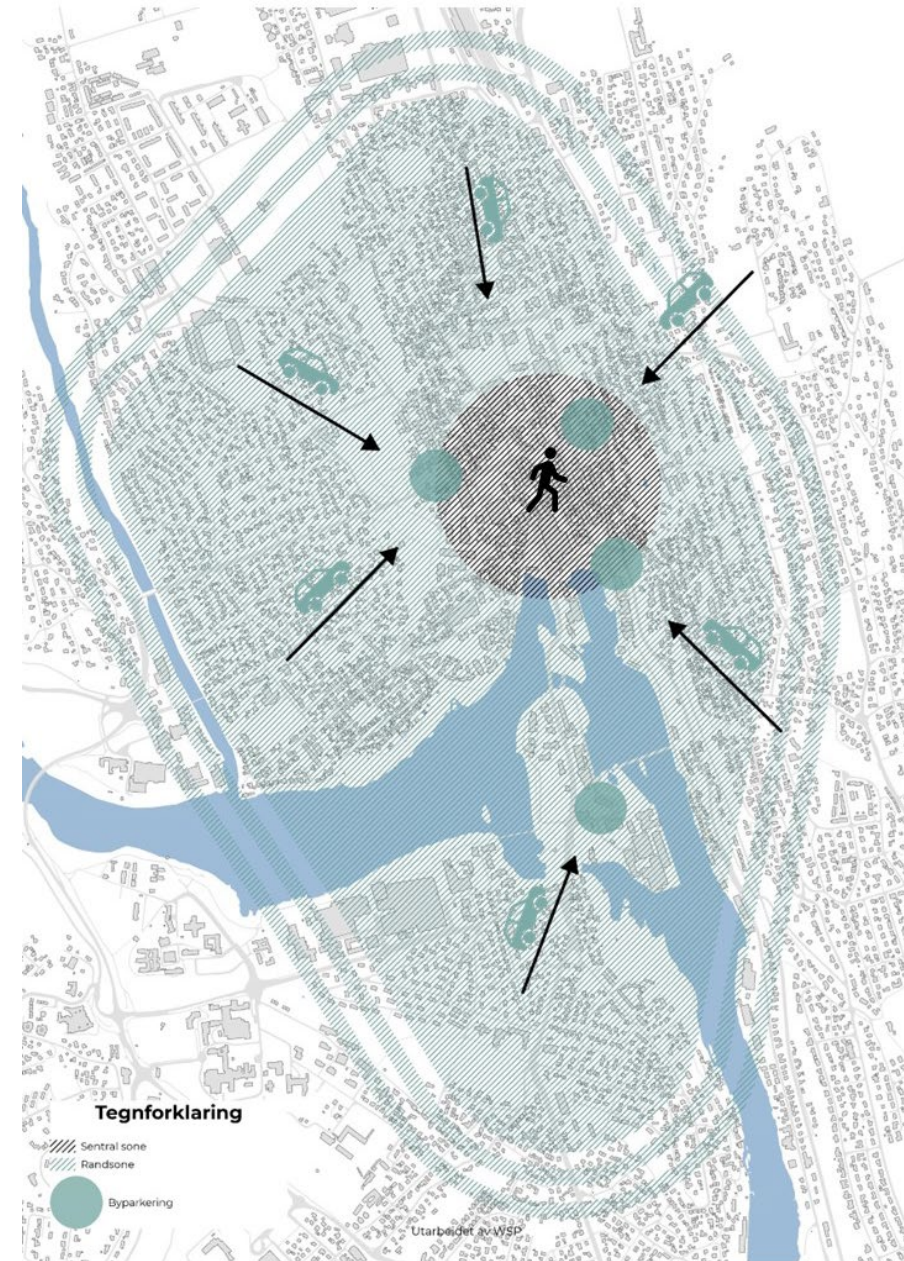 Tegnforklaring
Sentral sone
Randsone
Byparkering
Utarbeidet av WSP